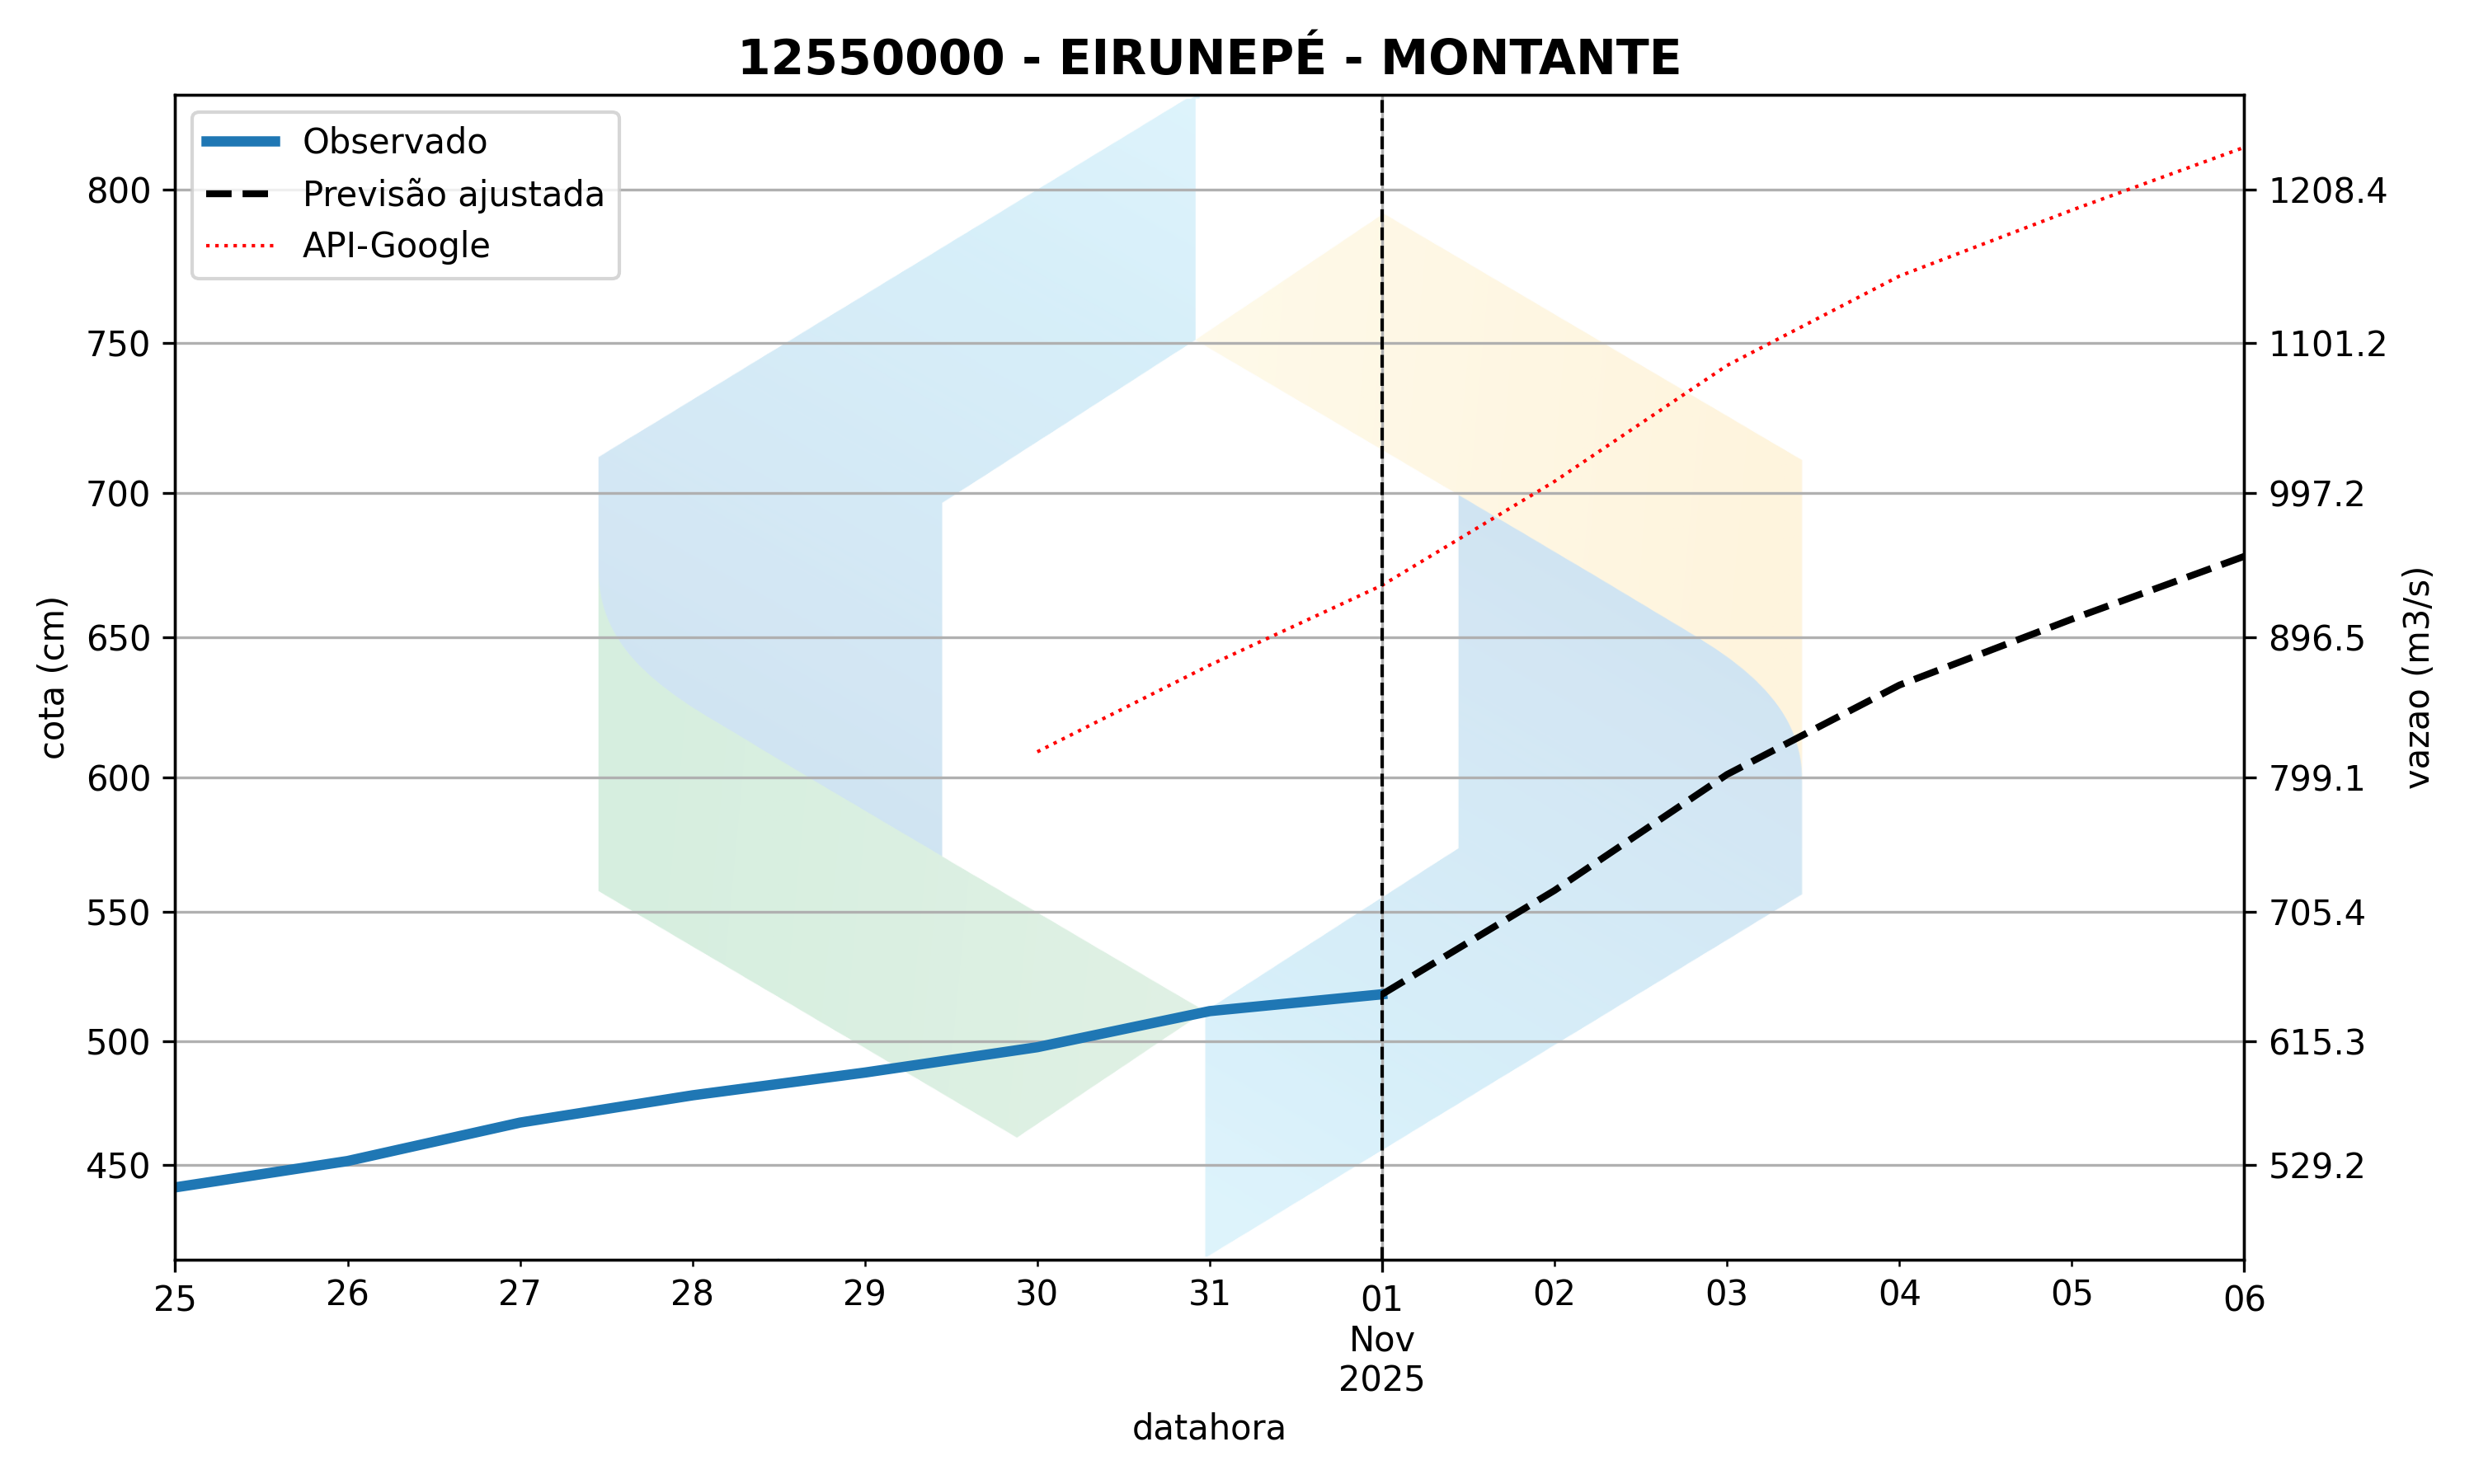 12550000 - EIRUNEPÉ - MONTANTE
Observado
Previsão ajustada
API-Google
800
750
700
650
600
550
500
450
cota (cm)
1208.4
1101.2
997.2
896.5
799.1
705.4
615.3
529.2
vazao (m3/s)
25 26 27 28 29 30 31 01 02 03 04 05 06
Nov
2025
datahora